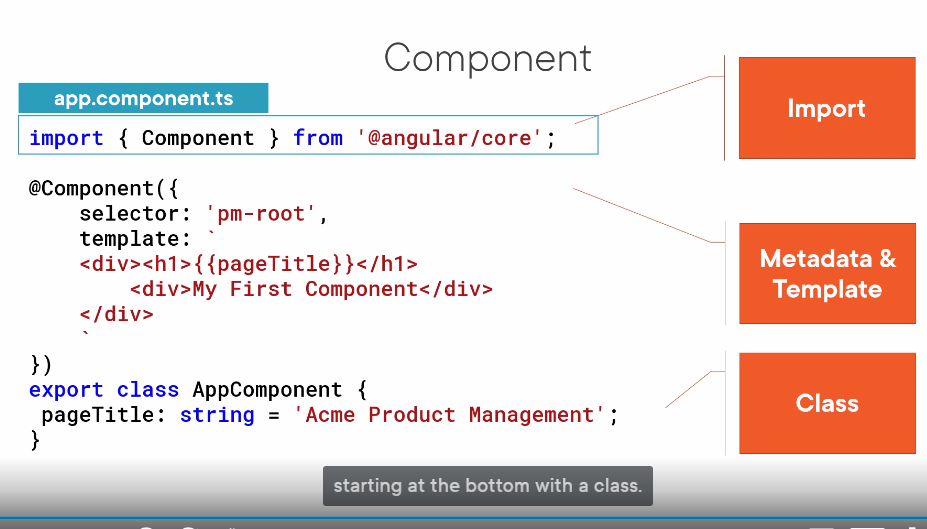 Component
app.component.ts
import { Component } from '@angular/core';
Import
@Component({
selector: 'pm-root',
template: `
<div><h1>{{pageTitle}}</h1>
<div>My First Component</div>
</div>
`
})
Metadata &
Template
export class AppComponent {
pageTitle: string = 'Acme Product Management';
}
Class
starting at the bottom with a class.